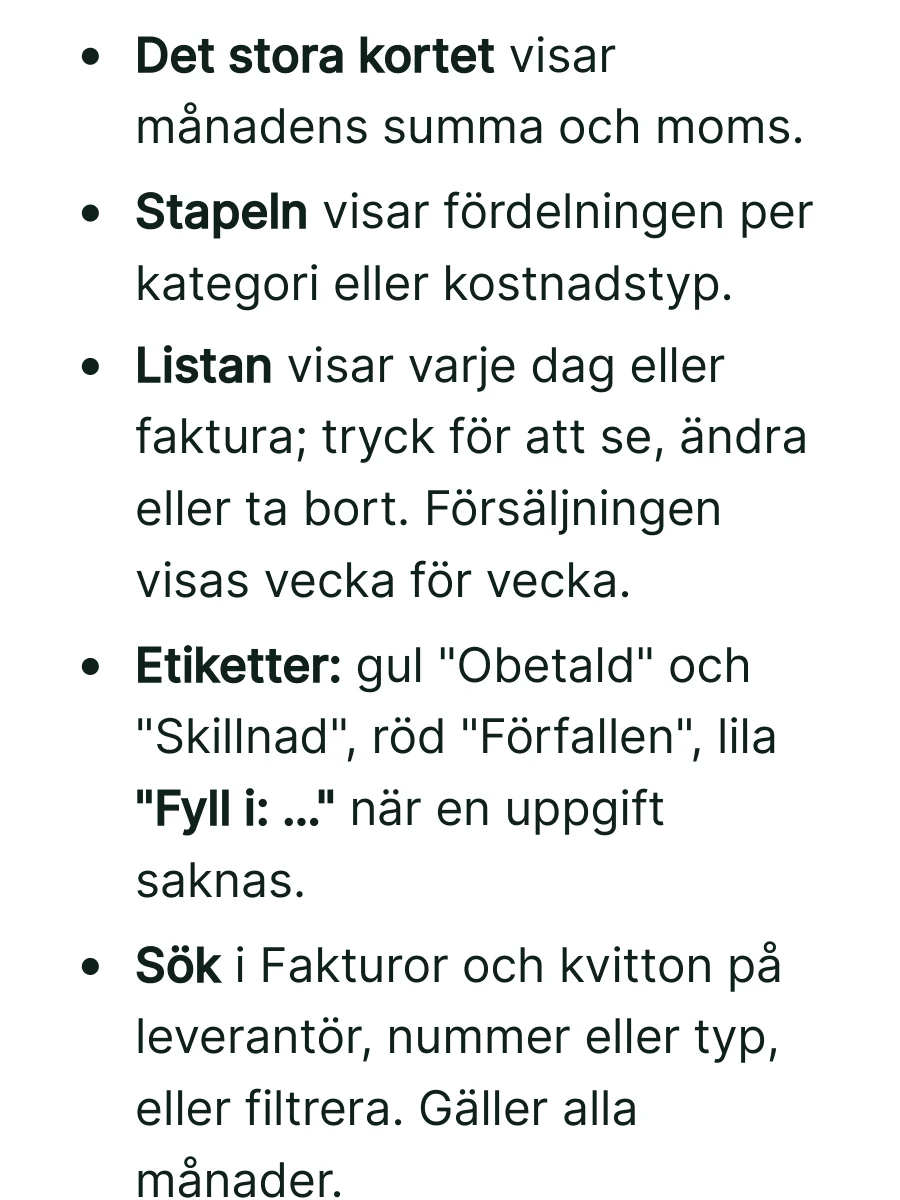 • Det stora kortet visar
månadens summa och moms.
• Stapeln visar fördelningen per
kategori eller kostnadstyp.
• Listan visar varje dag eller
faktura; tryck för att se, ändra
eller ta bort. Försäljningen
visas vecka för vecka.
• Etiketter: gul "Obetald" och
"Skillnad", röd "Förfallen", lila
"Fyll i: ..." när en uppgift
saknas.
• Sök i Fakturor och kvitton på
leverantör, nummer eller typ,
eller filtrera. Gäller alla
månader.